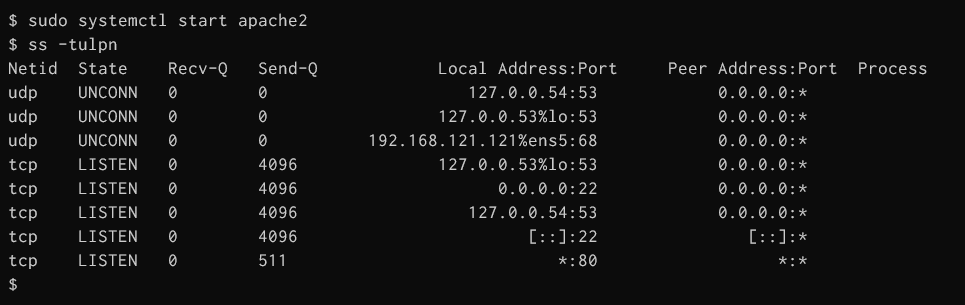 $ sudo systemctl start apache2
$ ss -tulpn
Netid  State   Recv-Q   Send-Q            Local Address:Port     Peer Address:Port  Process
udp    UNCONN  0        0                    127.0.0.54:53            0.0.0.0:*
udp    UNCONN  0        0                 127.0.0.53%lo:53            0.0.0.0:*
udp    UNCONN  0        0          192.168.121.121%ens5:68            0.0.0.0:*
tcp    LISTEN  0        4096              127.0.0.53%lo:53            0.0.0.0:*
tcp    LISTEN  0        4096                    0.0.0.0:22            0.0.0.0:*
tcp    LISTEN  0        4096                 127.0.0.54:53            0.0.0.0:*
tcp    LISTEN  0        4096                       [::]:22               [::]:*
tcp    LISTEN  0        511                           *:80                  *:*
$